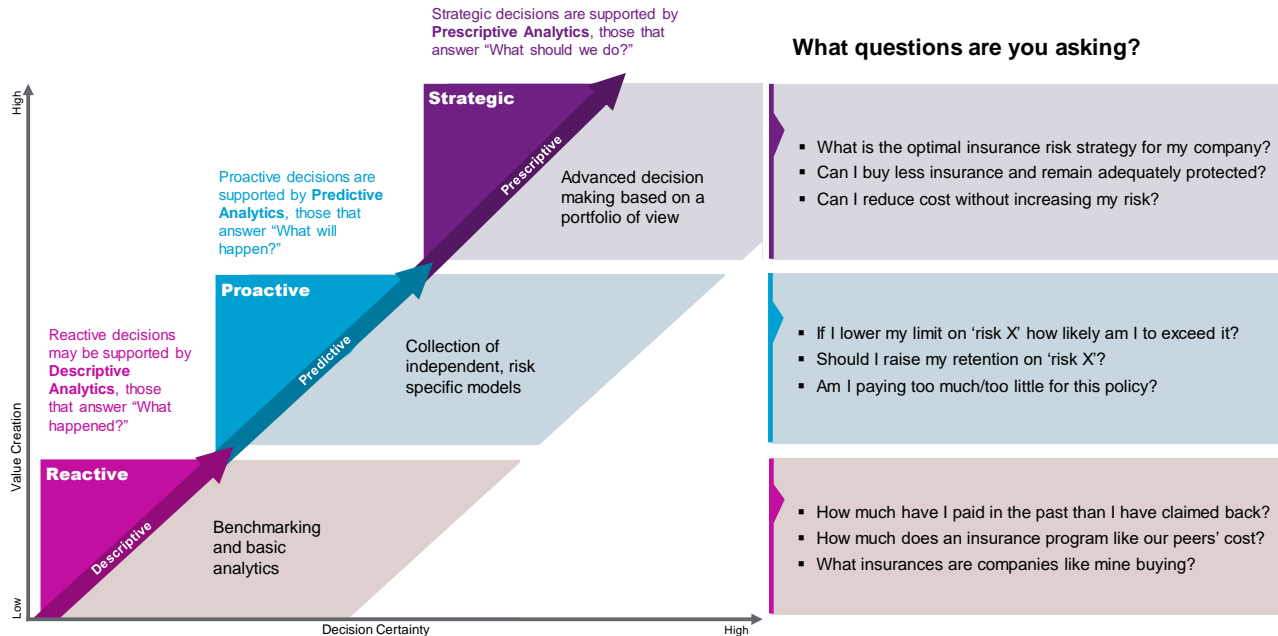 Strategic decisions are supported by
Prescriptive Analytics, those that
answer “What should we do?”
What questions are you asking?
High
Strategic
Prescriptive
Advanced decision
making based on a
portfolio of view
▪ What is the optimal insurance risk strategy for my company?
▪ Can I buy less insurance and remain adequately protected?
▪ Can I reduce cost without increasing my risk?
Proactive decisions are
supported by Predictive
Analytics, those that
answer “What will
happen?”
Proactive
Predictive
Collection of
independent, risk
specific models
▪ If I lower my limit on ‘risk X’ how likely am I to exceed it?
▪ Should I raise my retention on ‘risk X’?
▪ Am I paying too much/too little for this policy?
Reactive decisions
may be supported by
Descriptive
Analytics, those
that answer “What
happened?”
Value Creation
Reactive
Descriptive
Benchmarking
and basic
analytics
▪ How much have I paid in the past than I have claimed back?
▪ How much does an insurance program like our peers’ cost?
▪ What insurances are companies like mine buying?
Low
Decision Certainty
High